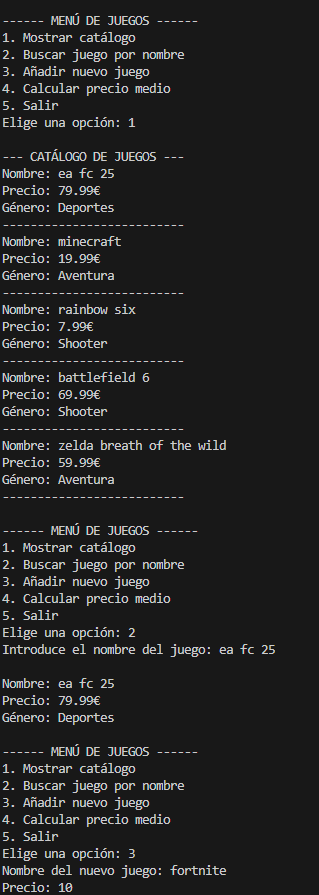 ------ MENÚ DE JUEGOS ------
1. Mostrar catálogo
2. Buscar juego por nombre
3. Añadir nuevo juego
4. Calcular precio medio
5. Salir
Elige una opción: 1
--- CATÁLOGO DE JUEGOS ---
Nombre: ea fc 25
Precio: 79.99€
Género: Deportes
--------------------------
Nombre: minecraft
Precio: 19.99€
Género: Aventura
--------------------------
Nombre: rainbow six
Precio: 7.99€
Género: Shooter
--------------------------
Nombre: battlefield 6
Precio: 69.99€
Género: Shooter
--------------------------
Nombre: zelda breath of the wild
Precio: 59.99€
Género: Aventura
--------------------------
------ MENÚ DE JUEGOS ------
1. Mostrar catálogo
2. Buscar juego por nombre
3. Añadir nuevo juego
4. Calcular precio medio
5. Salir
Elige una opción: 2
Introduce el nombre del juego: ea fc 25
Nombre: ea fc 25
Precio: 79.99€
Género: Deportes
------ MENÚ DE JUEGOS ------
1. Mostrar catálogo
2. Buscar juego por nombre
3. Añadir nuevo juego
4. Calcular precio medio
5. Salir
Elige una opción: 3
Nombre del nuevo juego: fortnite
Precio: 10